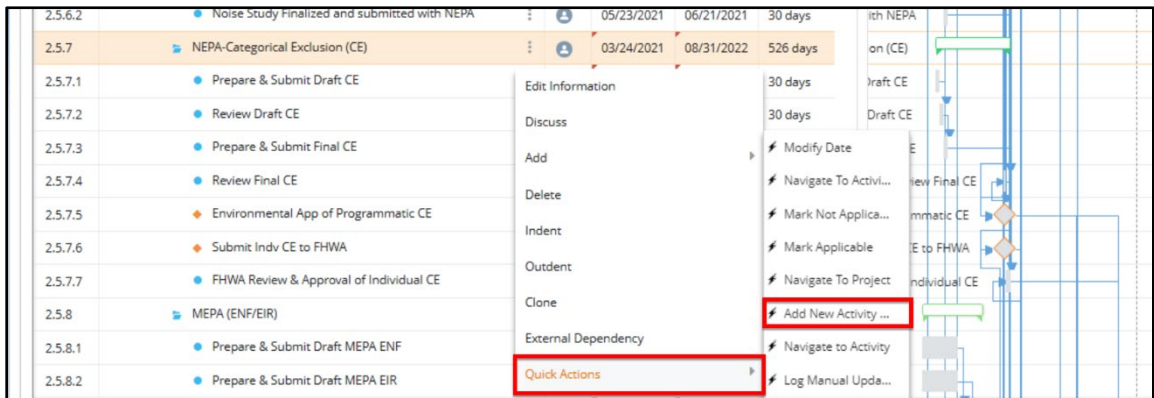 2.5.6.2 Noise Study Finalized and submitted with NEPA 05/23/2021 06/21/2021 30 days ith NEPA
2.5.7 NEPA-Categorical Exclusion (CE) 03/24/2021 08/31/2022 526 days on (CE)
2.5.7.1 Prepare & Submit Draft CE 30 days Draft CE
Edit Information
2.5.7.2 Review Draft CE 30 days Draft CE
Discuss
2.5.7.3 Prepare & Submit Final CE Modify Date E
Add
2.5.7.4 Review Final CE Navigate To Activi... iew Final CE
Delete
2.5.7.5 Environmental App of Programmatic CE Mark Not Applica... mmatic CE
Indent
2.5.7.6 Submit Indv CE to FHWA Mark Applicable E to FHWA
Outdent
2.5.7.7 FHWA Review & Approval of Individual CE Navigate To Project ndividual CE
Clone
2.5.8 MEPA (ENF/EIR) Add New Activity ...
External Dependency
2.5.8.1 Prepare & Submit Draft MEPA ENF Navigate to Activity
Quick Actions
2.5.8.2 Prepare & Submit Draft MEPA EIR Log Manual Upda...